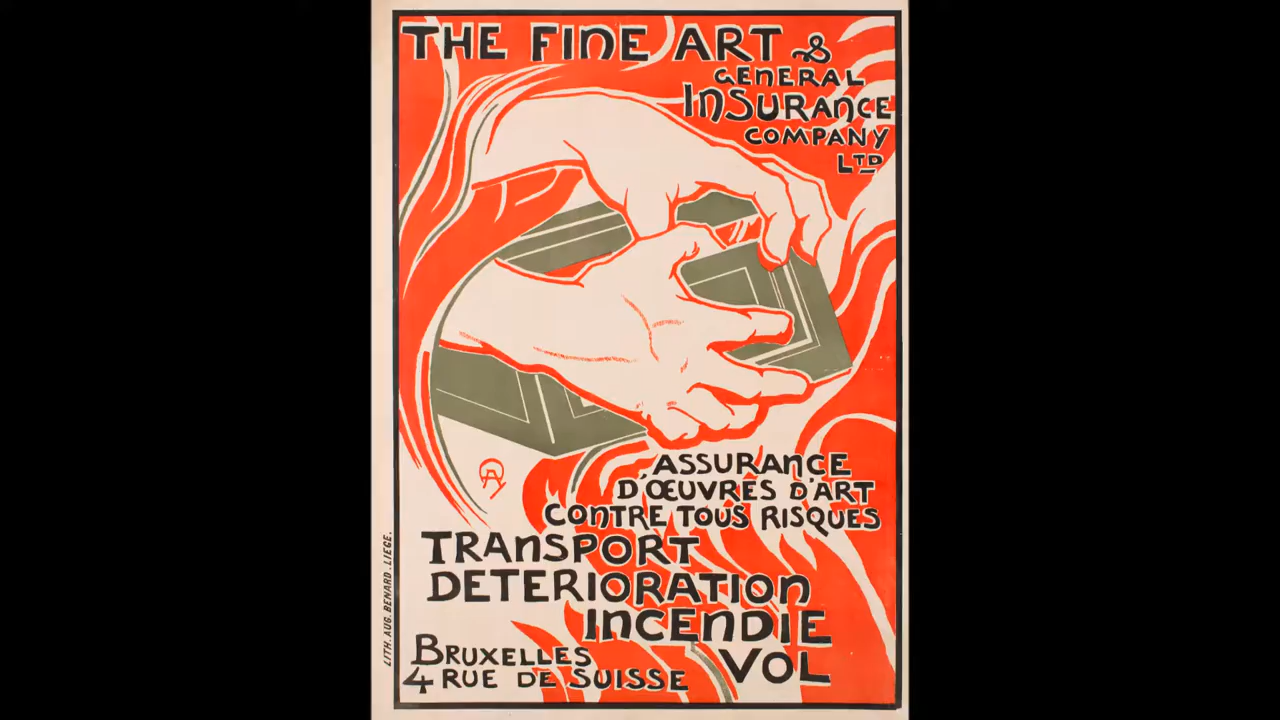 THE FINE ART &
GENERAL
INSURANCE
COMPANY
LTD
ASSURANCE
D'ŒUVRES D'ART
CONTRE TOUS RISQUES
TRANSPORT
DETERIORATION
INCENDIE
VOL
BRUXELLES
4 RUE DE SUISSE
LITH. AUG. BENARD. LIEGE.